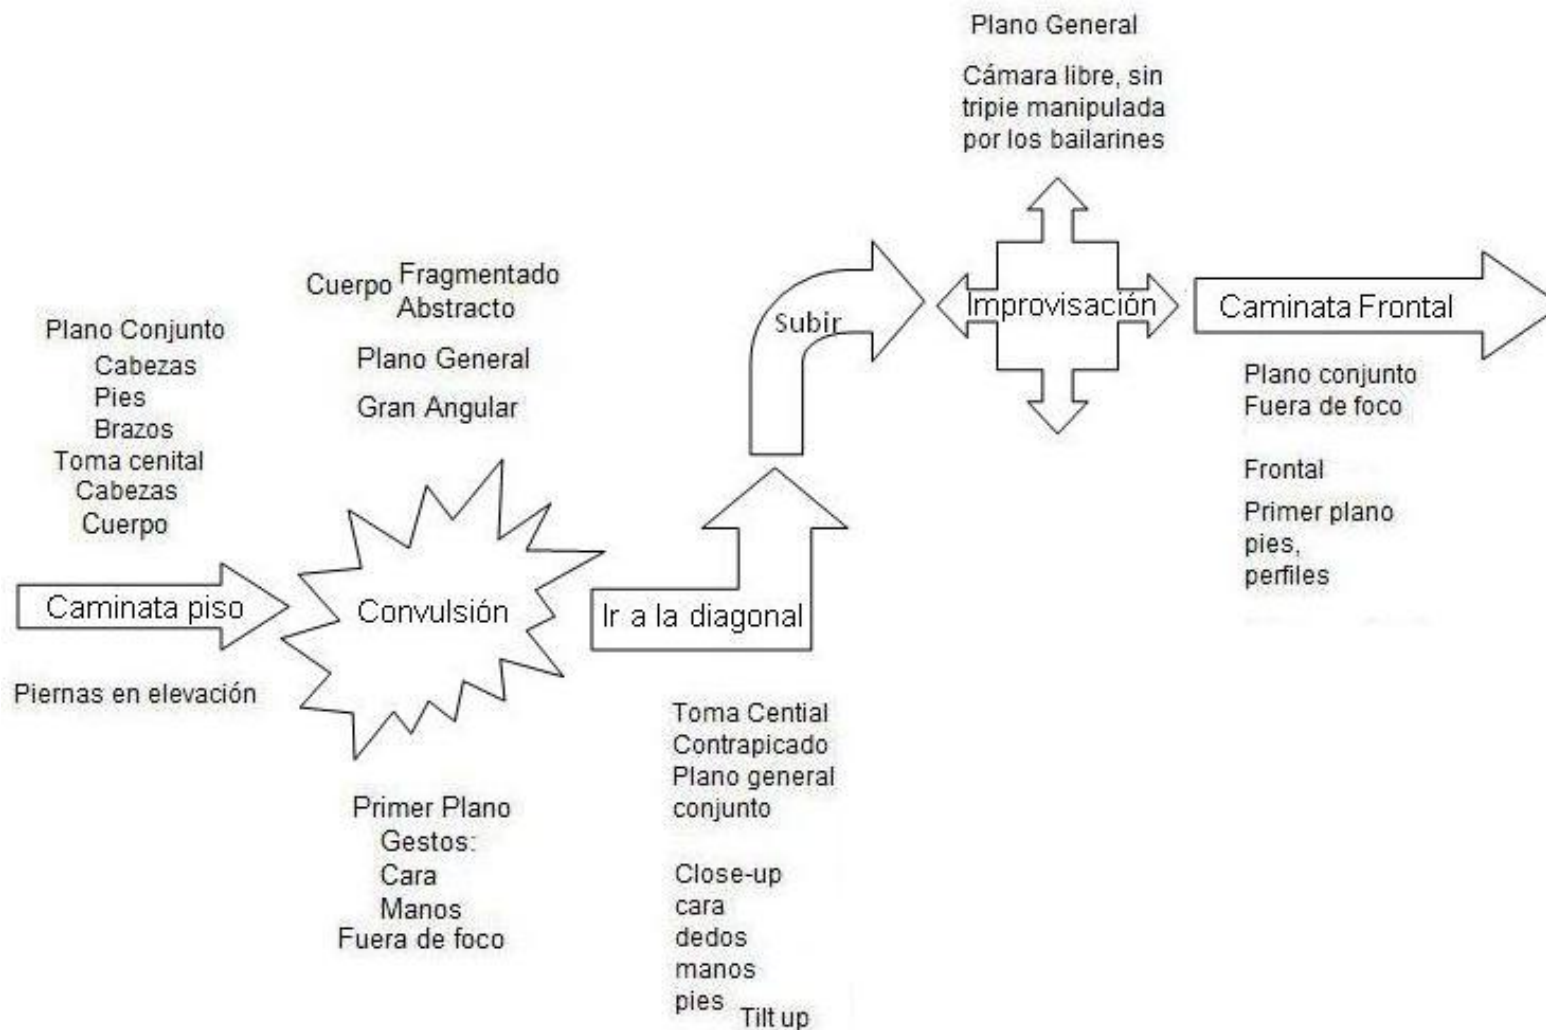 Plano General
Cámara libre, sin
tripie manipulada
por los bailarines
Cuerpo Fragmentado
Abstracto
Plano General
Gran Angular
Plano Conjunto
Cabezas
Pies
Brazos
Toma cenital
Cabezas
Cuerpo
Caminata piso
Piernas en elevación
Convulsión
Primer Plano
Gestos:
Cara
Manos
Fuera de foco
Ir a la diagonal
Toma Cential
Contrapicado
Plano general
conjunto
Close-up
cara
dedos
manos
pies
Tilt up
Subir
Improvisación
Caminata Frontal
Plano conjunto
Fuera de foco
Frontal
Primer plano
pies,
perfiles